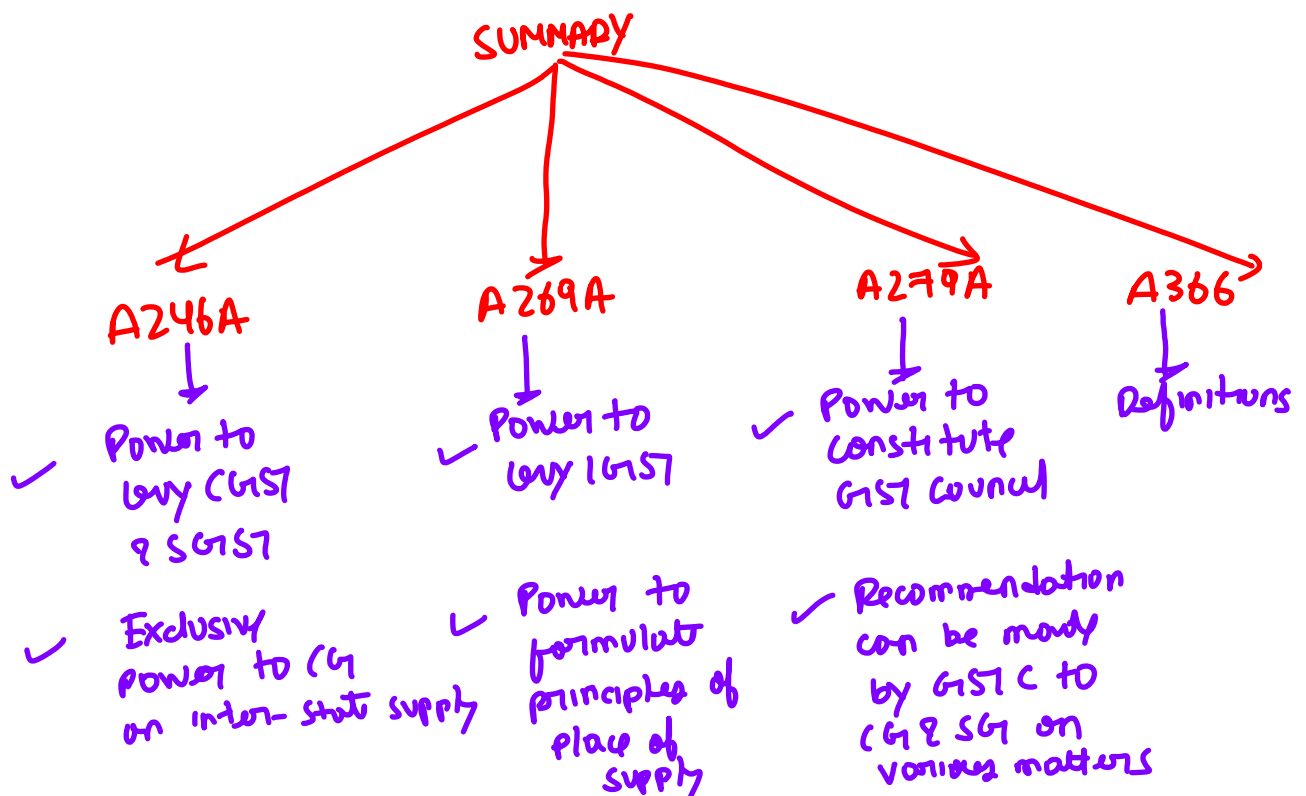 SUMMARY
A246A
A269A
A279A
A366
Power to
levy CGST
& SGST
Exclusive
power to CG
on inter-state supply
Power to
levy IGST
Power to
formulate
principles of
place of
supply
Power to
constitute
GST Council
Recommendation
can be made
by GST C to
CG & SG on
various matters
Definitions